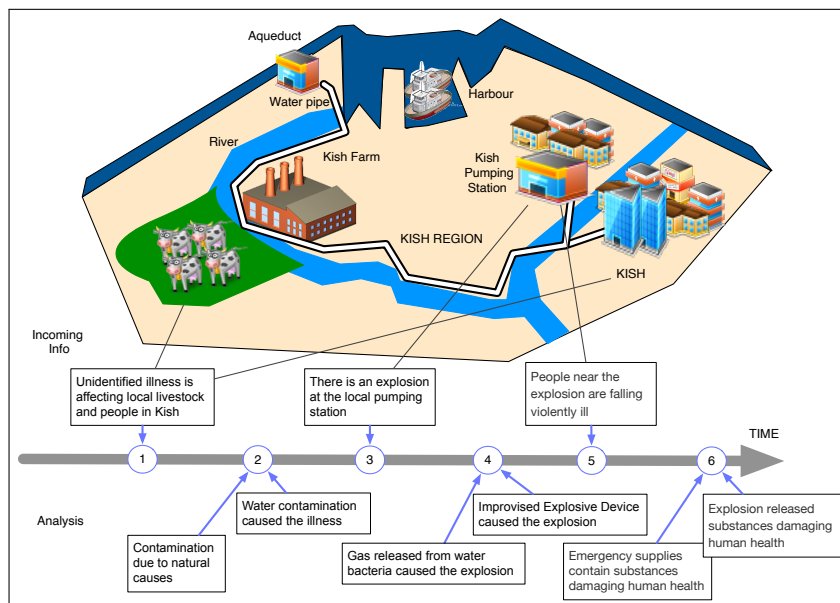 Aqueduct
Water pipe
Harbour
River
Kish Farm
Kish
Pumping
Station
KISH REGION
KISH
Incoming
Info
Unidentified illness is
affecting local livestock
and people in Kish
There is an explosion
at the local pumping
station
People near the
explosion are falling
violently ill
TIME
1
2
3
4
5
6
Analysis
Contamination
due to natural
causes
Water contamination
caused the illness
Gas released from water
bacteria caused the explosion
Improvised Explosive Device
caused the explosion
Emergency supplies
contain substances
damaging human health
Explosion released
substances damaging
human health